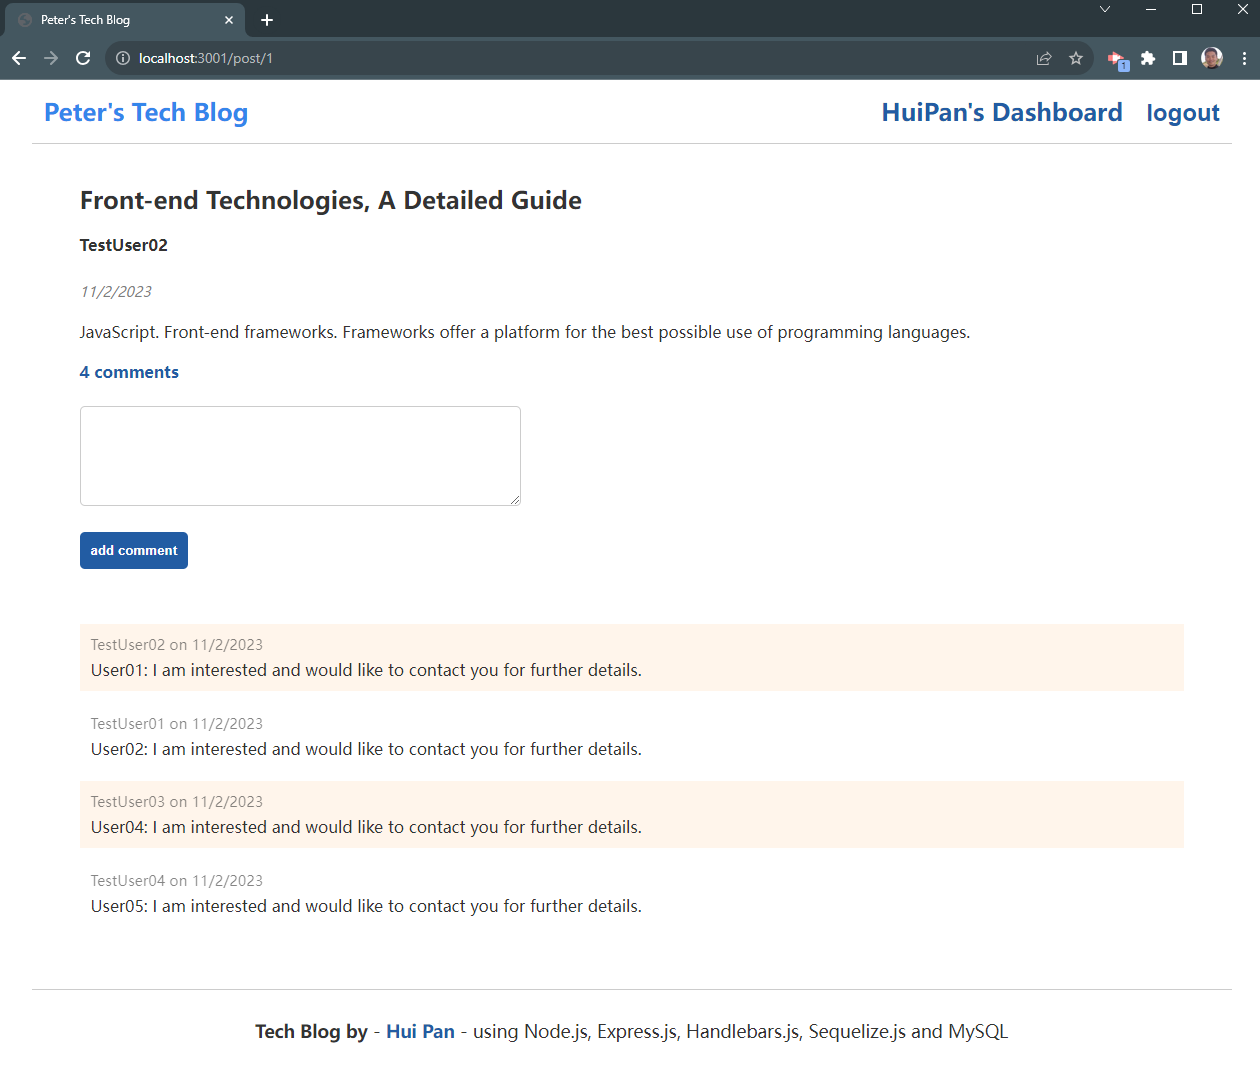 Peter's Tech Blog
localhost:3001/post/1
1
Peter's Tech Blog
HuiPan's Dashboard logout
Front-end Technologies, A Detailed Guide
TestUser02
11/2/2023
JavaScript. Front-end frameworks. Frameworks offer a platform for the best possible use of programming languages.
4 comments
add comment
TestUser02 on 11/2/2023
User01: I am interested and would like to contact you for further details.
TestUser01 on 11/2/2023
User02: I am interested and would like to contact you for further details.
TestUser03 on 11/2/2023
User04: I am interested and would like to contact you for further details.
TestUser04 on 11/2/2023
User05: I am interested and would like to contact you for further details.
Tech Blog by - Hui Pan - using Node.js, Express.js, Handlebars.js, Sequelize.js and MySQL